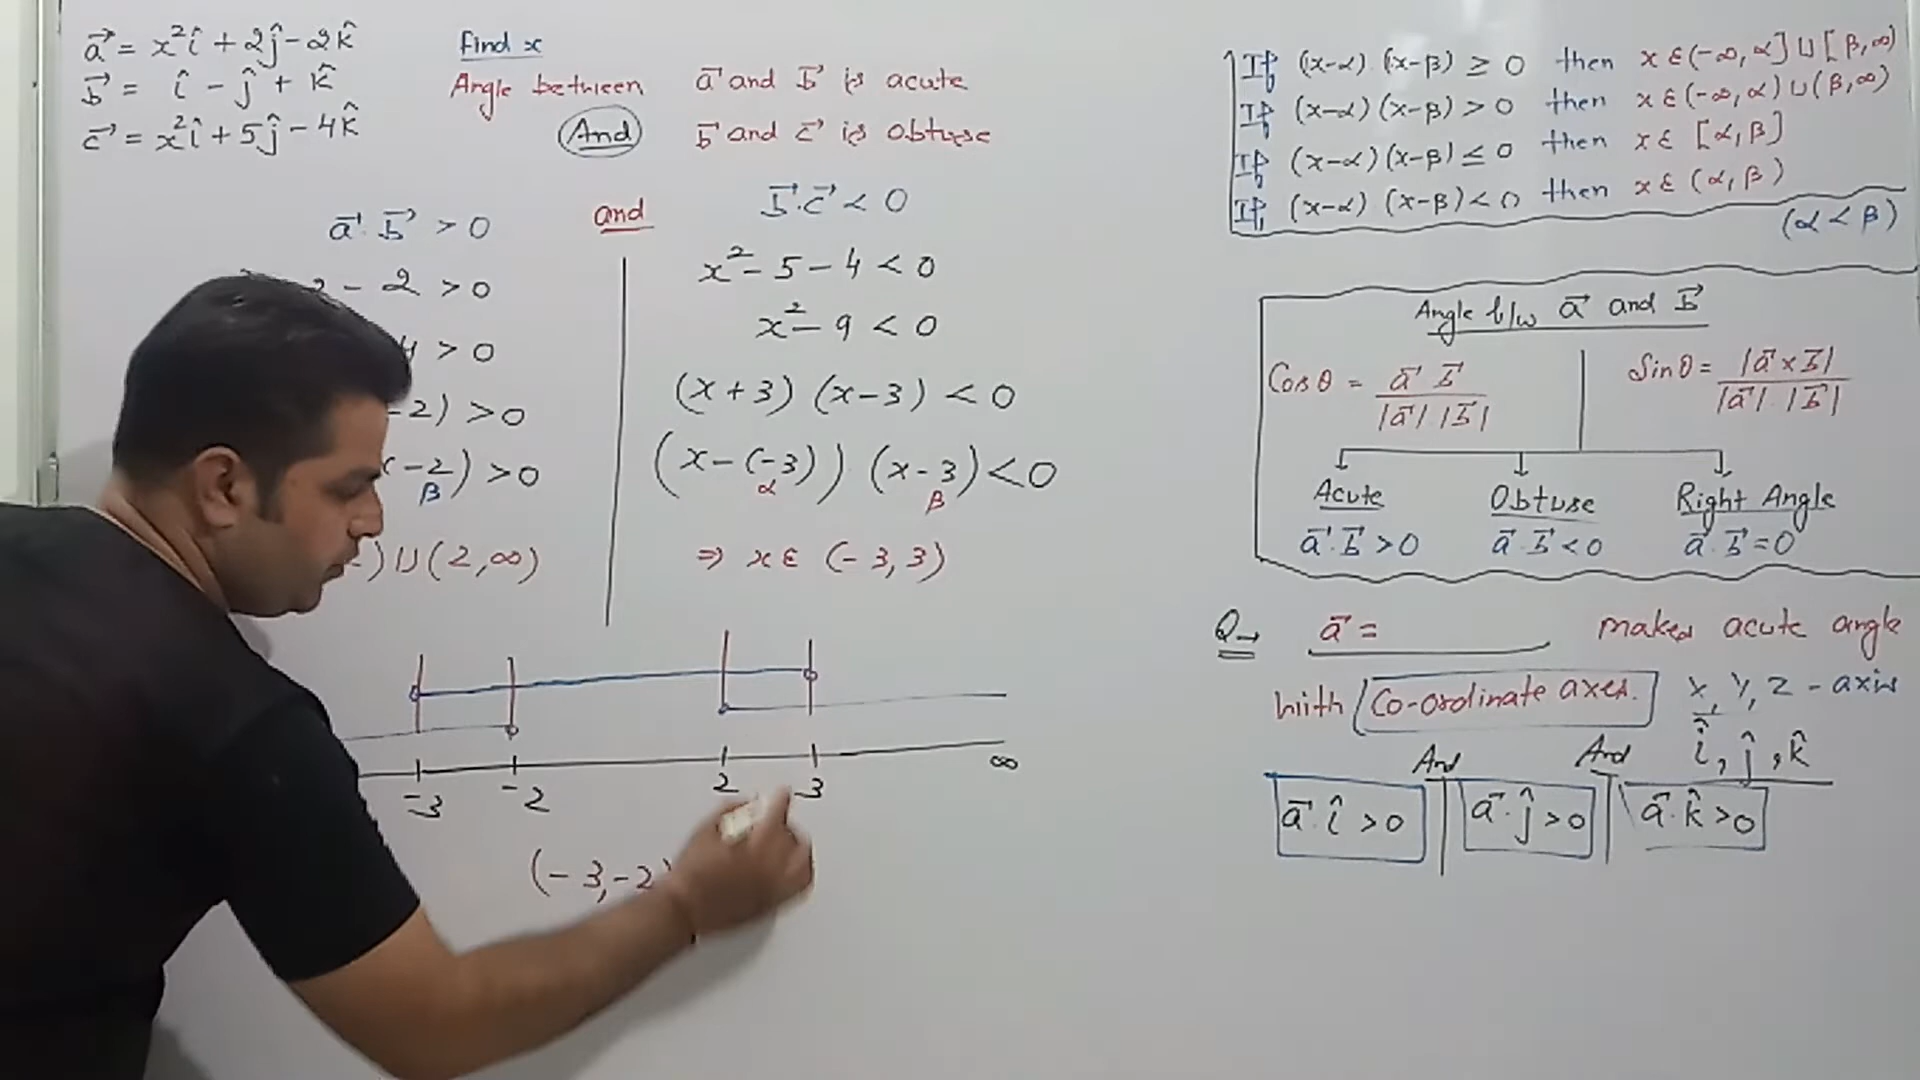 a⃗ = x²î + 2ĵ - 2k̂
b⃗ = î - ĵ + k̂
c⃗ = x²î + 5ĵ - 4k̂
Find x
Angle between a⃗ and b⃗ is acute
And b⃗ and c⃗ is obtuse
a⃗. b⃗ > 0
2 - 2 > 0
4 > 0
-2) > 0
-2) > 0
β
) ∪ (2, ∞)
and
b⃗.c⃗ < 0
x² - 5 - 4 < 0
x² - 9 < 0
(x+3) (x-3) < 0
(x-(-3)) (x-3) < 0
α β
⇒ x ∈ (-3, 3)
-3 -2 2 3 ∞
(-3,-2)
If (x-α).(x-β) ≥ 0 then x ∈ (-∞, α] ∪ [β, ∞)
If (x-α) (x-β) > 0 then x ∈ (-∞, α) ∪ (β, ∞)
If (x-α) (x-β) ≤ 0 then x ∈ [α, β]
If (x-α) (x-β) < 0 then x ∈ (α, β)
(α < β)
Angle b/w a⃗ and b⃗
Cos θ = a⃗ b⃗ / |a⃗|.|b⃗|
Sin θ = |a⃗ x b⃗| / |a⃗|.|b⃗|
Acute Obtuse Right Angle
a⃗.b⃗ > 0 a⃗.b⃗ < 0 a⃗.b⃗ = 0
Q→ a⃗ = makes acute angle
with Co-ordinate axes. X, Y, Z - axis
î, ĵ, k̂
And And
a⃗.î > 0 a⃗.ĵ > 0 a⃗.k̂ > 0